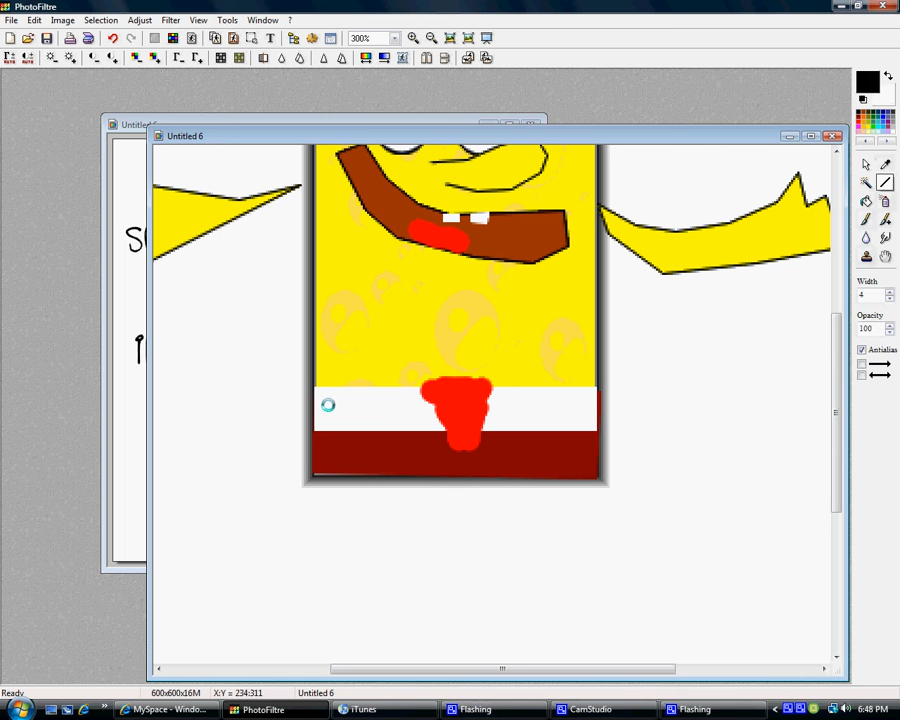 PhotoFiltre
File Edit Image Selection Adjust Filter View Tools Window ?
300%
Untitled 6
Width
4
Opacity
100
Antialias
Ready 600x600x16M X:Y = 234:311 Untitled 6
MySpace - Windo... PhotoFiltre iTunes Flashing CamStudio Flashing 6:48 PM